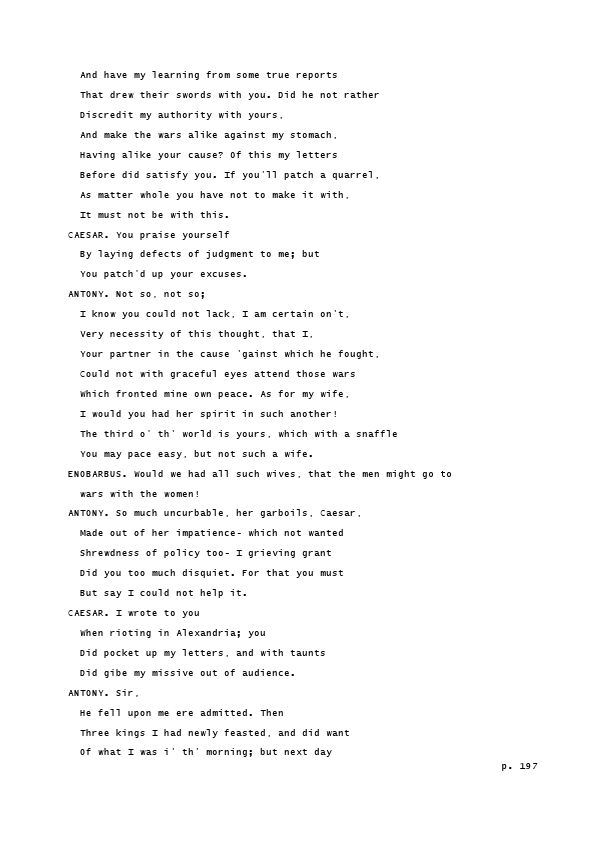 And have my learning from some true reports
That drew their swords with you. Did he not rather
Discredit my authority with yours,
And make the wars alike against my stomach,
Having alike your cause? Of this my letters
Before did satisfy you. If you'll patch a quarrel,
As matter whole you have not to make it with,
It must not be with this.
CAESAR. You praise yourself
By laying defects of judgment to me; but
You patch'd up your excuses.
ANTONY. Not so, not so;
I know you could not lack, I am certain on't,
Very necessity of this thought, that I,
Your partner in the cause 'gainst which he fought,
Could not with graceful eyes attend those wars
Which fronted mine own peace. As for my wife,
I would you had her spirit in such another!
The third o' th' world is yours, which with a snaffle
You may pace easy, but not such a wife.
ENOBARBUS. Would we had all such wives, that the men might go to
wars with the women!
ANTONY. So much uncurbable, her garboils, Caesar,
Made out of her impatience- which not wanted
Shrewdness of policy too- I grieving grant
Did you too much disquiet. For that you must
But say I could not help it.
CAESAR. I wrote to you
When rioting in Alexandria; you
Did pocket up my letters, and with taunts
Did gibe my missive out of audience.
ANTONY. Sir,
He fell upon me ere admitted. Then
Three kings I had newly feasted, and did want
Of what I was i' th' morning; but next day
p. 197